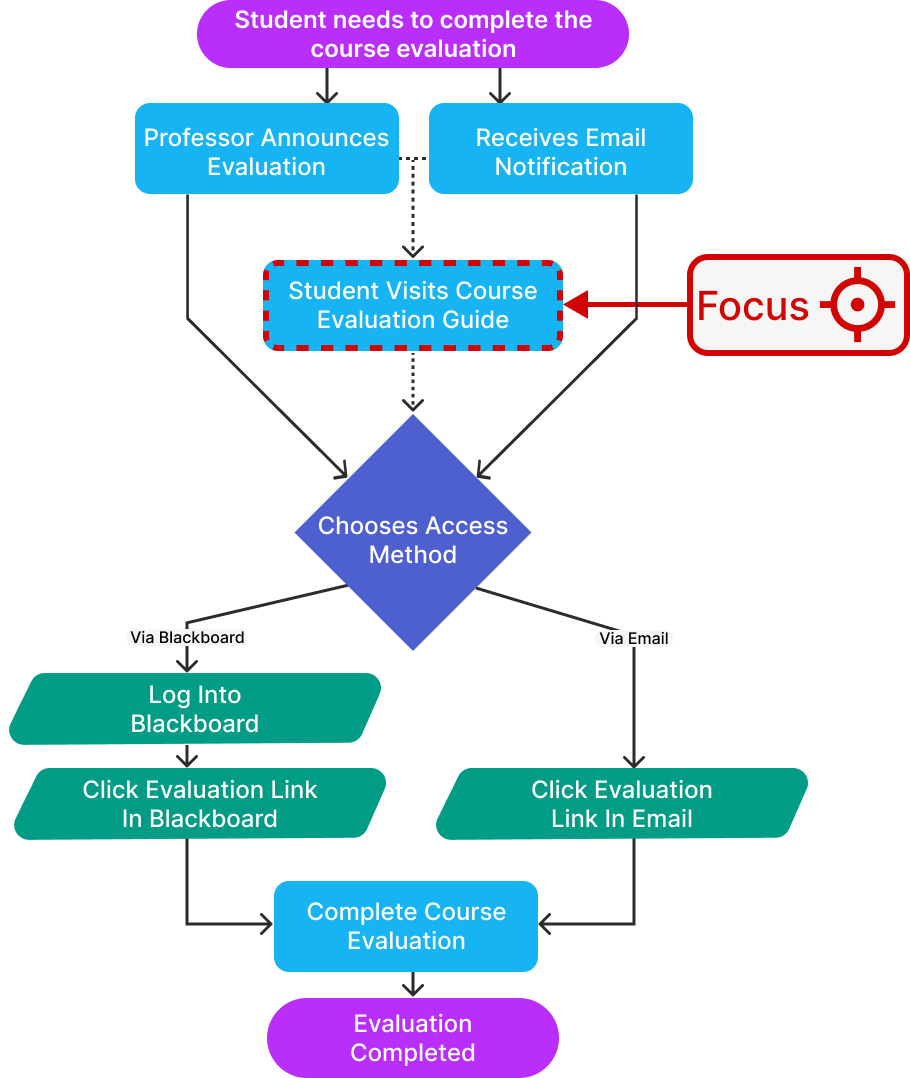 Student needs to complete the
course evaluation
Professor Announces
Evaluation
Receives Email
Notification
Student Visits Course
Evaluation Guide
Focus
Chooses Access
Method
Via Blackboard
Via Email
Log Into
Blackboard
Click Evaluation Link
In Blackboard
Click Evaluation
Link In Email
Complete Course
Evaluation
Evaluation
Completed